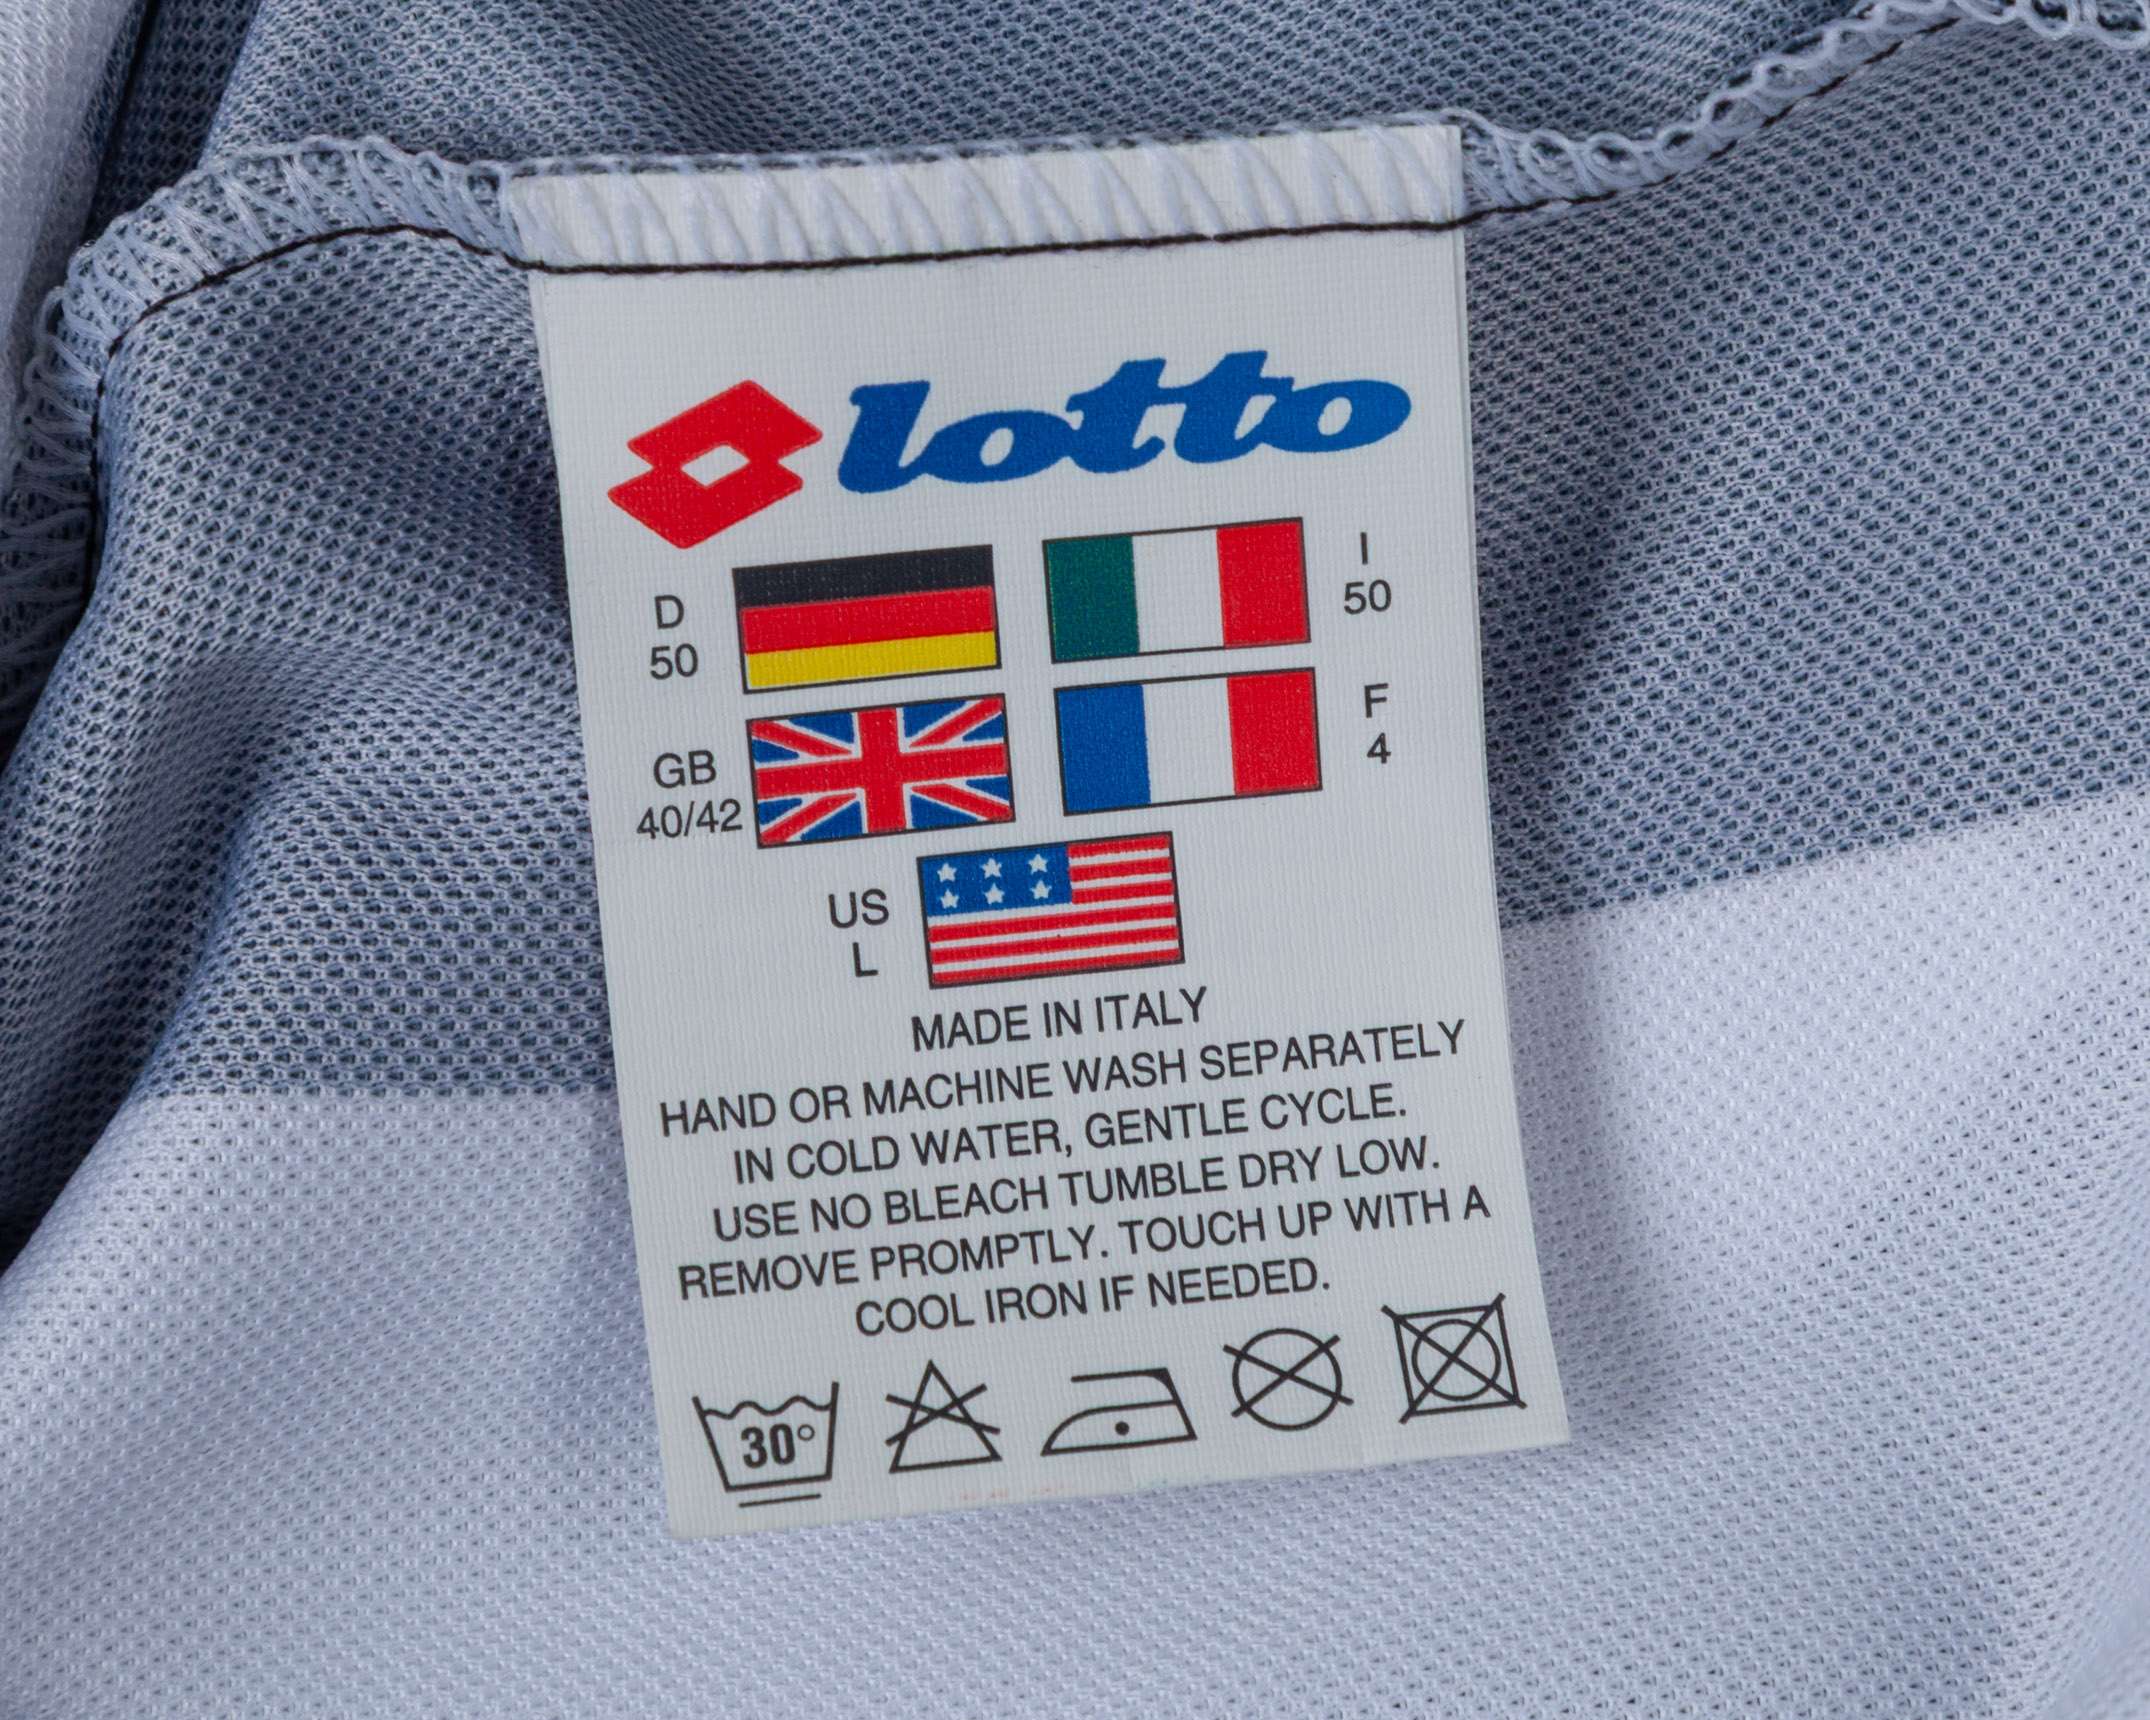 lotto
D
50
I
50
GB
40/42
F
4
US
L
MADE IN ITALY
HAND OR MACHINE WASH SEPARATELY
IN COLD WATER, GENTLE CYCLE.
USE NO BLEACH TUMBLE DRY LOW.
REMOVE PROMPTLY. TOUCH UP WITH A
COOL IRON IF NEEDED.
30°